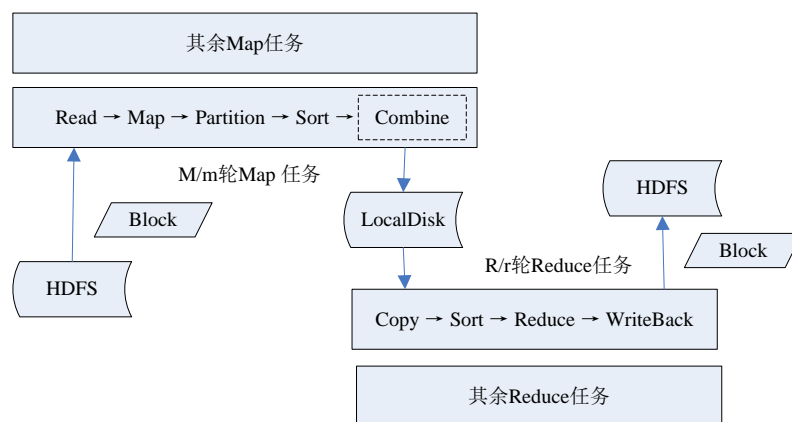 其余Map任务
Read → Map → Partition → Sort → Combine
M/m轮Map 任务
Block
HDFS
LocalDisk
HDFS
Block
R/r轮Reduce任务
Copy → Sort → Reduce → WriteBack
其余Reduce任务